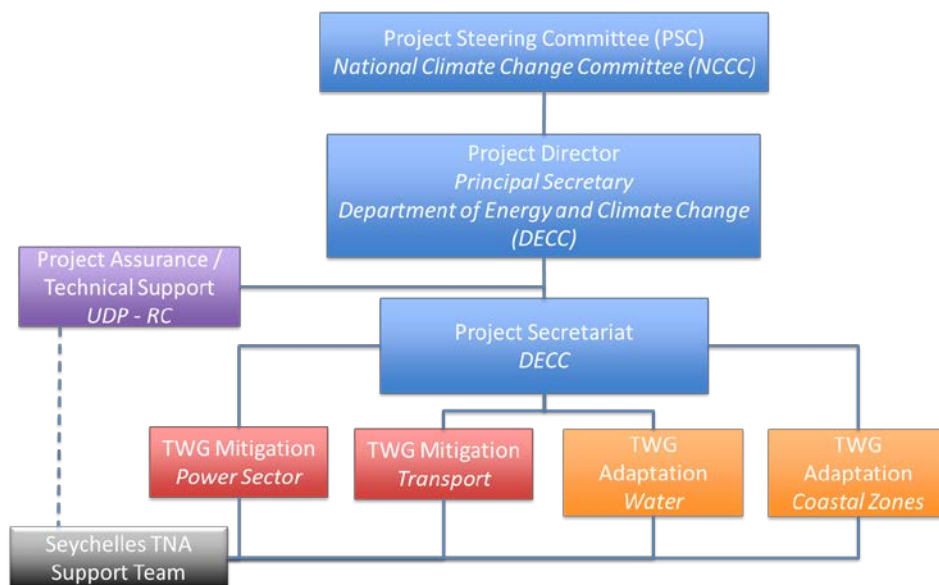 Project Steering Committee (PSC)
National Climate Change Committee (NCCC)
Project Director
Principal Secretary
Department of Energy and Climate Change
(DECC)
Project Assurance /
Technical Support
UDP - RC
Project Secretariat
DECC
TWG Mitigation
Power Sector
TWG Mitigation
Transport
TWG
Adaptation
Water
TWG
Adaptation
Coastal Zones
Seychelles TNA
Support Team